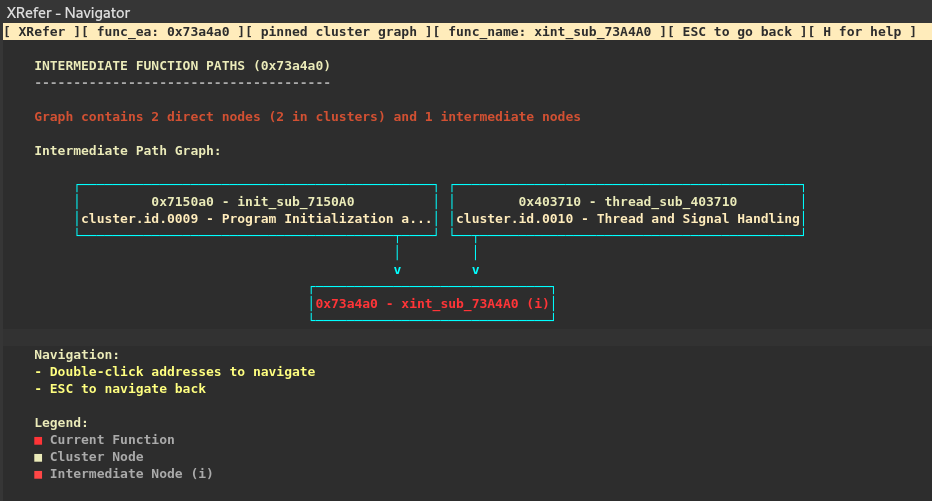 XRefer - Navigator
[ XRefer ][ func_ea: 0x73a4a0 ][ pinned cluster graph ][ func_name: xint_sub_73A4A0 ][ ESC to go back ][ H for help ]
INTERMEDIATE FUNCTION PATHS (0x73a4a0)
--------------------------------------
Graph contains 2 direct nodes (2 in clusters) and 1 intermediate nodes
Intermediate Path Graph:
0x7150a0 - init_sub_7150A0
cluster.id.0009 - Program Initialization a...
0x403710 - thread_sub_403710
cluster.id.0010 - Thread and Signal Handling
v v
0x73a4a0 - xint_sub_73A4A0 (i)
Navigation:
- Double-click addresses to navigate
- ESC to navigate back
Legend:
■ Current Function
■ Cluster Node
■ Intermediate Node (i)